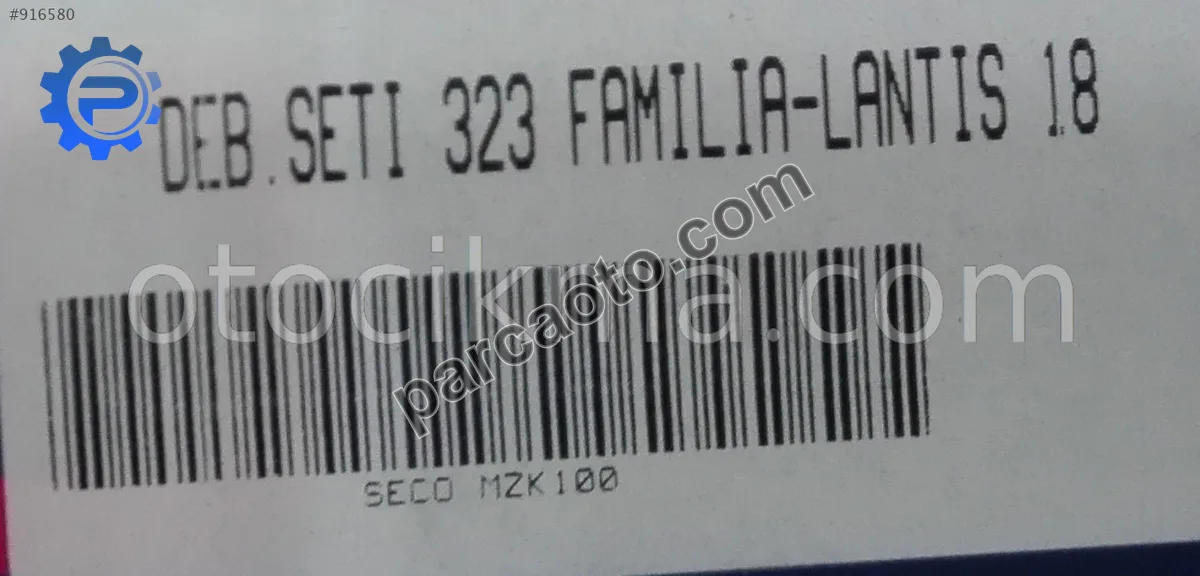 #916580
DEB.SETI 323 FAMILIA-LANTIS 1.8
parcaoto.com
otocikma.com
SECO MZK100